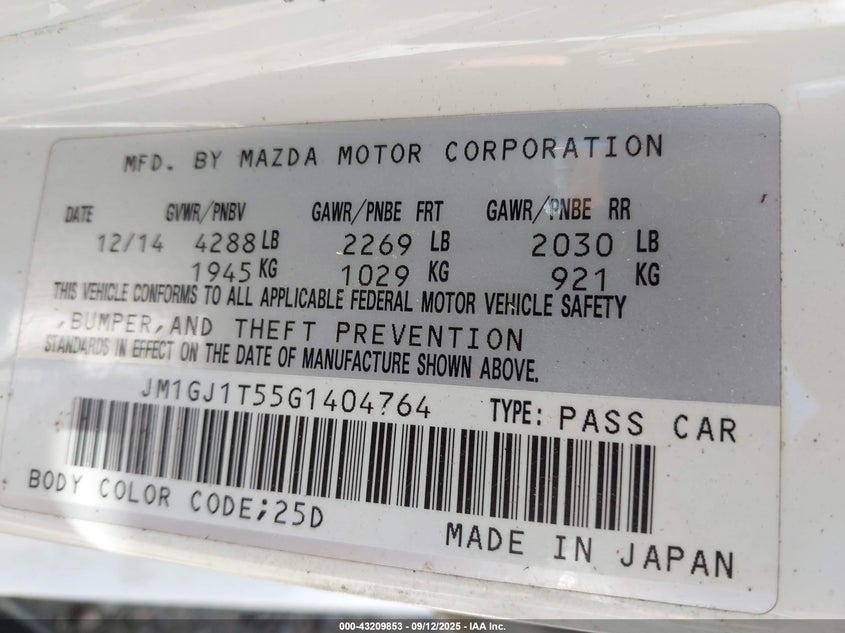 MFD. BY MAZDA MOTOR CORPORATION
DATE GVWR/PNBV GAWR/PNBE FRT GAWR/PNBE RR
12/14 4288 LB 2269 LB 2030 LB
1945 KG 1029 KG 921 KG
THIS VEHICLE CONFORMS TO ALL APPLICABLE FEDERAL MOTOR VEHICLE SAFETY
,BUMPER,AND THEFT PREVENTION
STANDARDS IN EFFECT ON THE DATE OF MANUFACTURE SHOWN ABOVE.
JM1GJ1T55G1404764 TYPE: PASS CAR
BODY COLOR CODE;25D
MADE IN JAPAN
000-43209853 - 09/12/2025 - IAA Inc.